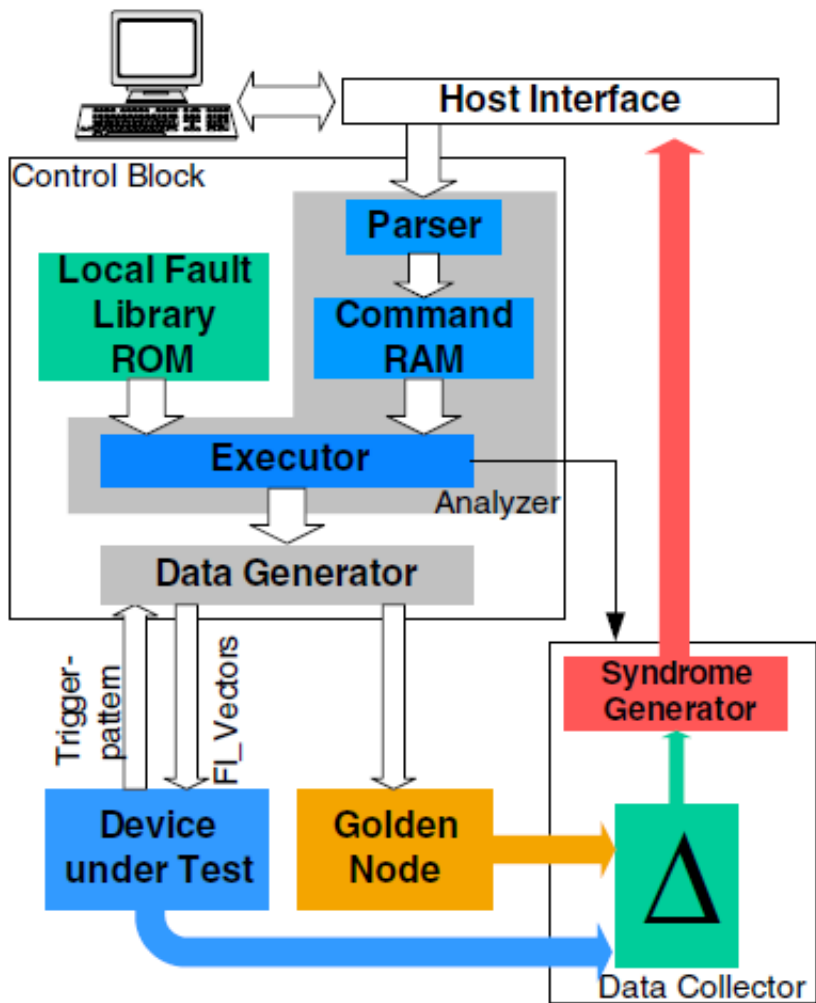 Host Interface
Control Block
Parser
Local Fault
Library
ROM
Command
RAM
Executor
Analyzer
Data Generator
Trigger-
pattern
FI_Vectors
Syndrome
Generator
Device
under Test
Golden
Node
Δ
Data Collector